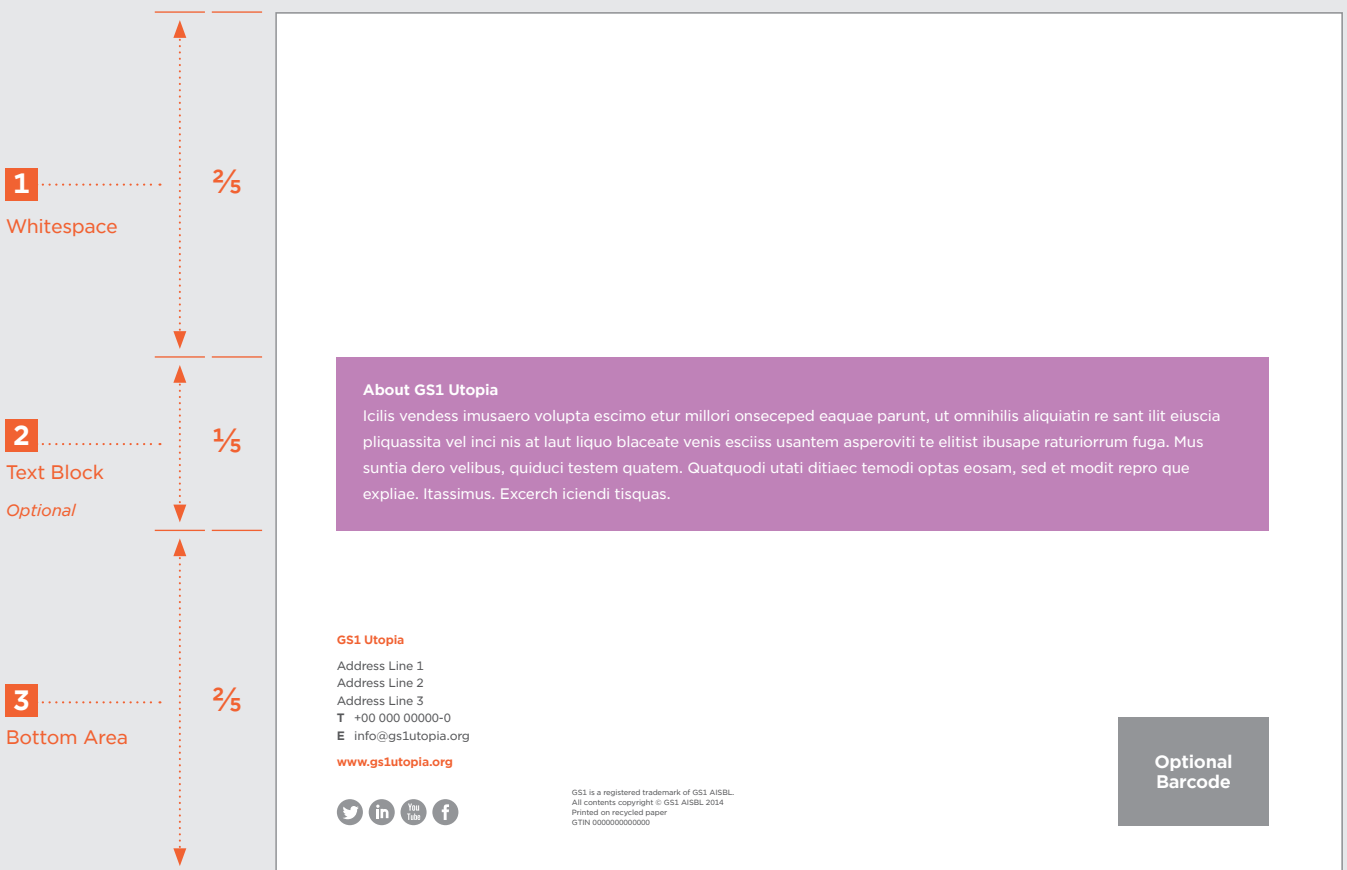 1
2/5
Whitespace
2
1/5
Text Block
Optional
3
2/5
Bottom Area
About GS1 Utopia
Icilis vendess imusaero volupta escimo etur millori onseceped eaquae parunt, ut omnihilis aliquiatin re sant ilit eiuscia
pliquassita vel inci nis at laut liquo blaceate venis esciiss usantem asperoviti te elitist ibusape raturiorrum fuga. Mus
suntia dero velibus, quiduci testem quatem. Quatquodi utati ditiaec temodi optas eosam, sed et modit repro que
expliae. Itassimus. Excerch iciendi tisquas.
GS1 Utopia
Address Line 1
Address Line 2
Address Line 3
T +00 000 00000-0
E info@gs1utopia.org
www.gs1utopia.org
in
You
Tube
f
GS1 is a registered trademark of GS1 AISBL.
All contents copyright © GS1 AISBL 2014
Printed on recycled paper
GTIN 0000000000000
Optional
Barcode